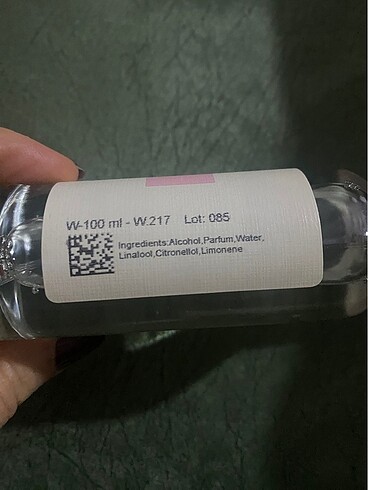 W-100 ml - W.217 Lot: 085
Ingredients:Alcohol,Parfum,Water,
Linalool,Citronellol,Limonene